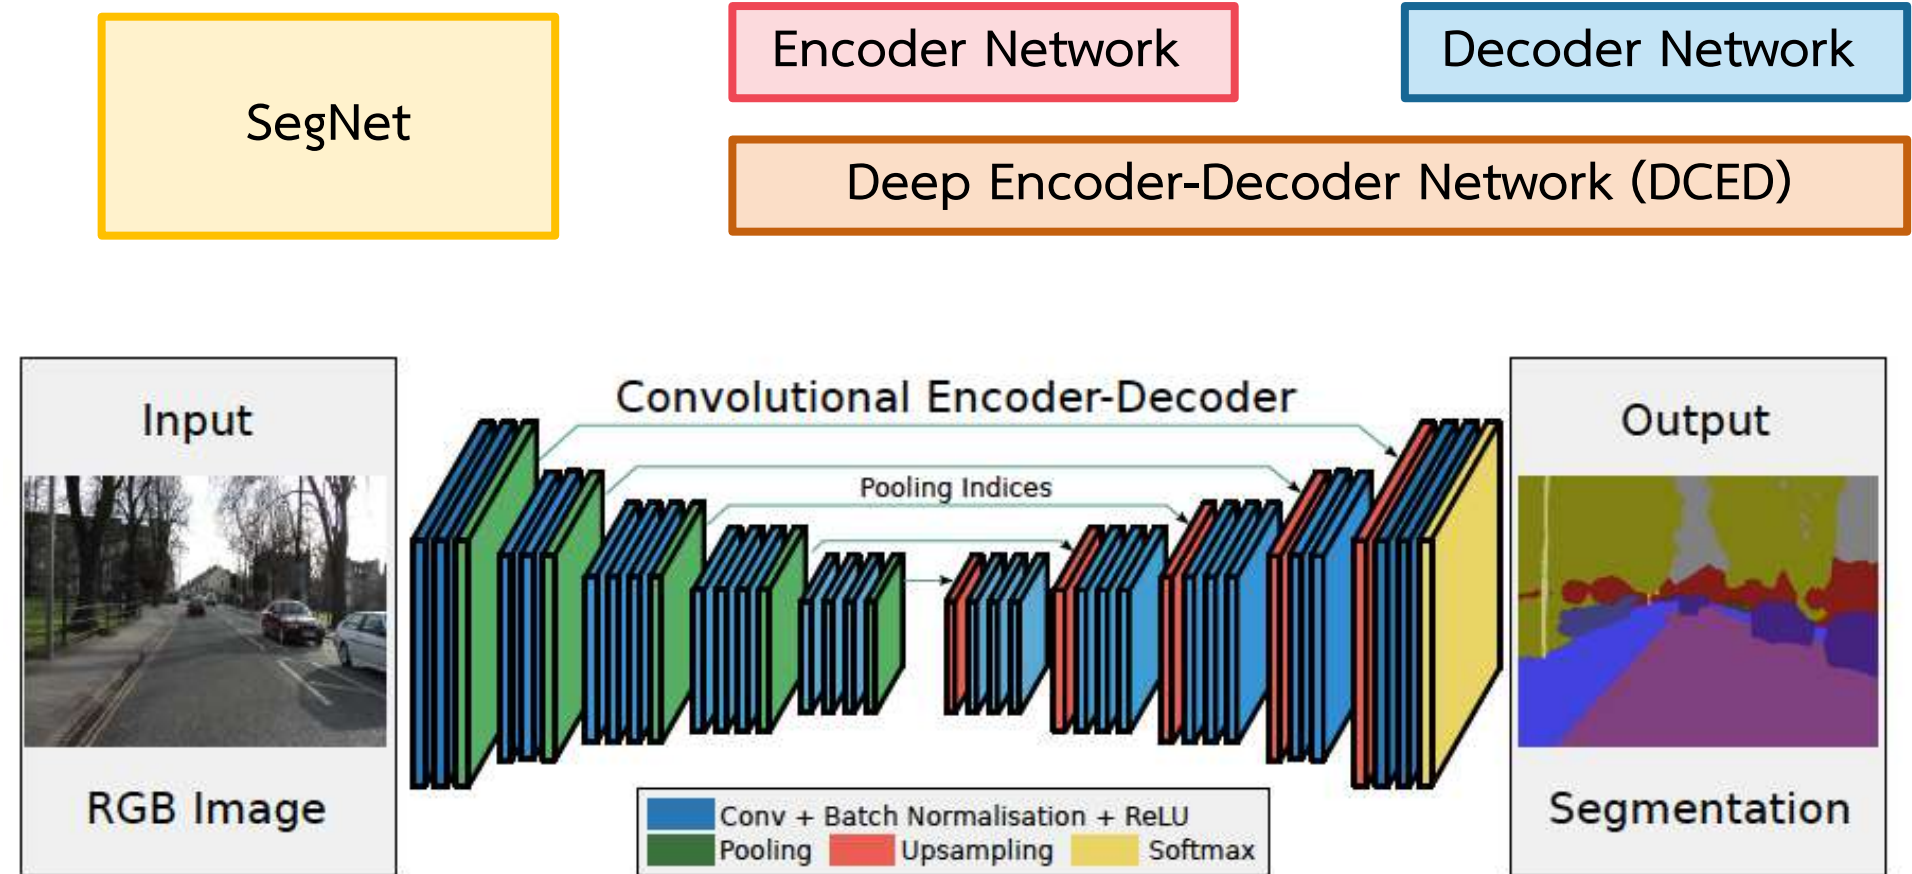 SegNet
Encoder Network
Decoder Network
Deep Encoder-Decoder Network (DCED)
Input
Convolutional Encoder-Decoder
Output
Pooling Indices
RGB Image
Segmentation
Conv + Batch Normalisation + ReLU
Pooling
Upsampling
Softmax